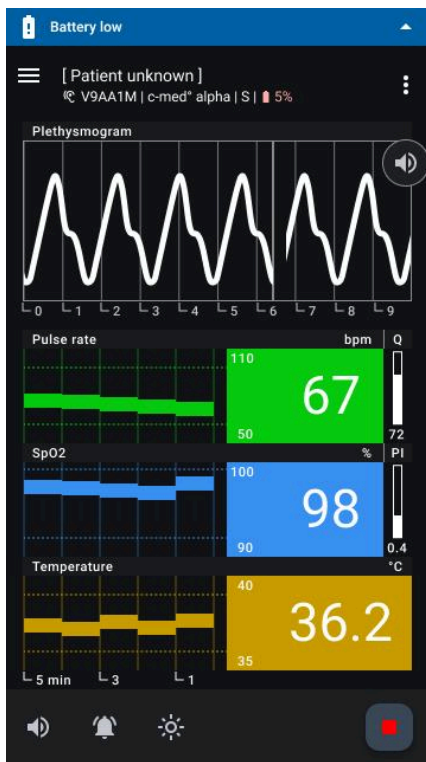 Battery low
[ Patient unknown ]
V9AA1M | c-med° alpha | S | 5%
Plethysmogram
0 1 2 3 4 5 6 7 8 9
Pulse rate bpm Q
110
67
50 72
SpO2 % PI
100
98
90 0.4
Temperature °C
40
36.2
35
5 min 3 1